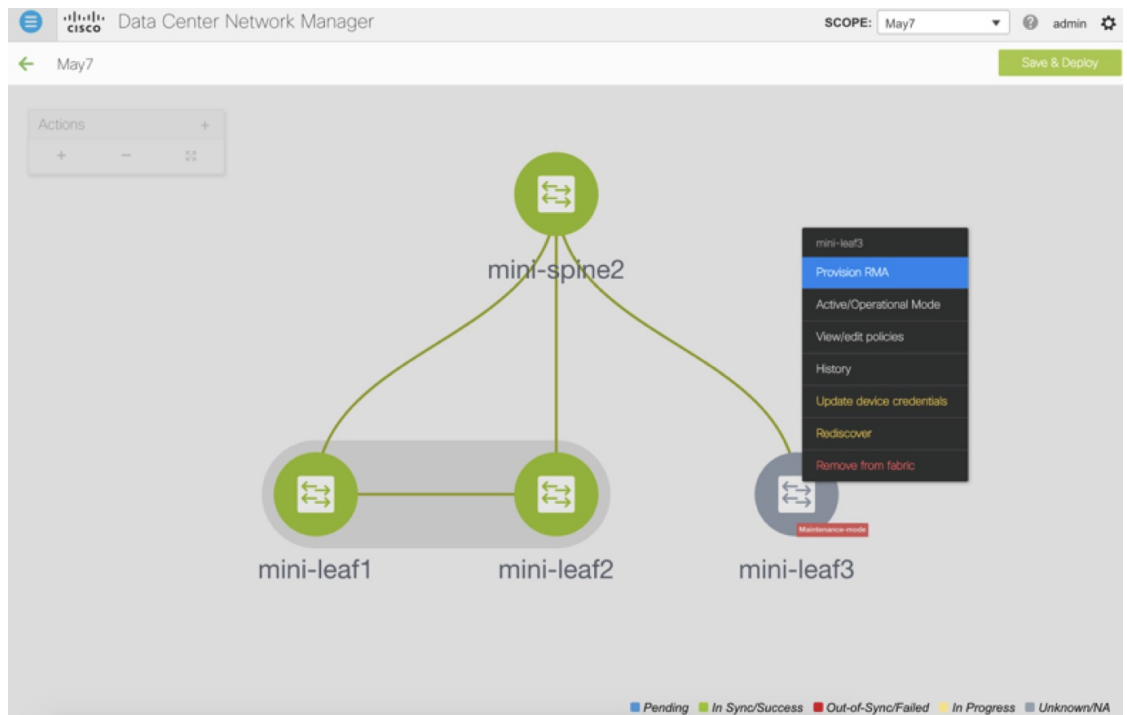 CISCO Data Center Network Manager SCOPE: May7 admin
May7 Save & Deploy
Actions
mini-spine2
mini-leaf3
Provision RMA
Active/Operational Mode
View/edit policies
History
Update device credentials
Rediscover
Remove from fabric
Maintenance-mode
mini-leaf1 mini-leaf2 mini-leaf3
Pending In Sync/Success Out-of-Sync/Failed In Progress Unknown/NA